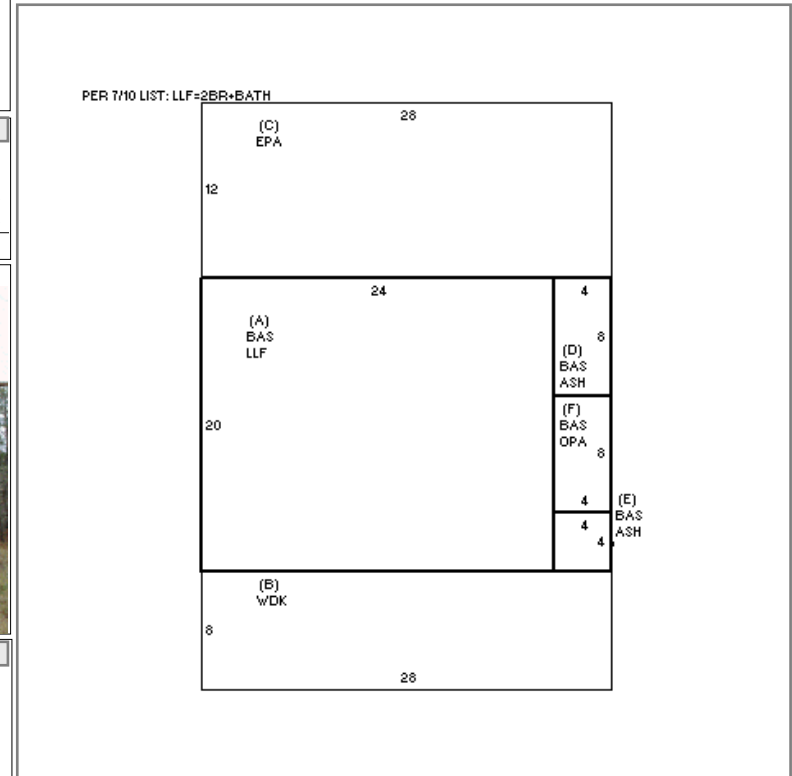 PER 7/10 LIST: LLF=2BR+BATH
28
(C)
EPA
12
24
4
(A)
BAS
LLF
8
(D)
BAS
ASH
(F)
BAS
OPA
20
8
4
(E)
BAS
ASH
4
4
(B)
WDK
8
28